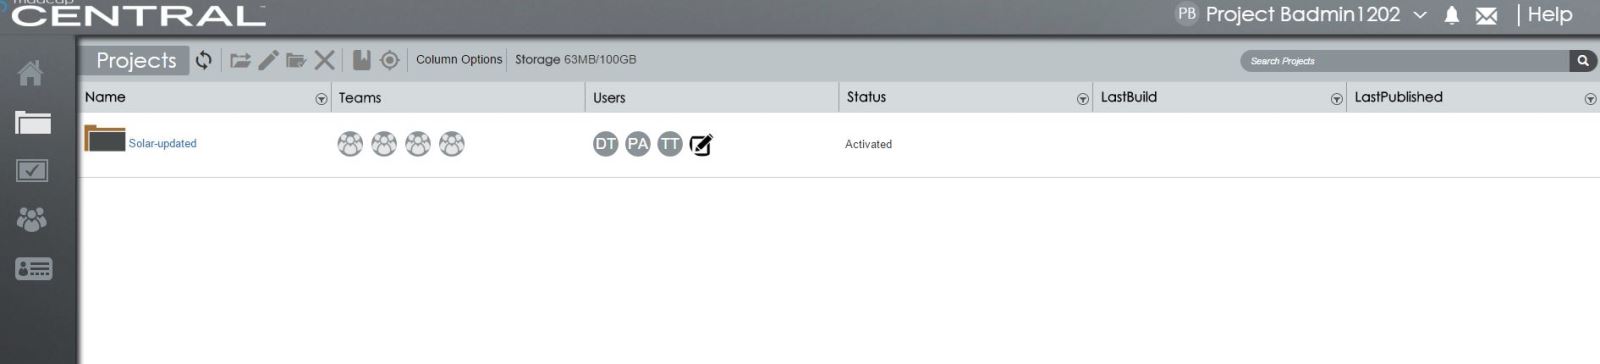 madcap
CENTRAL
PB Project Badmin1202 | Help
Projects Column Options Storage 63MB/100GB Search Projects
Name Teams Users Status LastBuild LastPublished
Solar-updated DT PA TT Activated